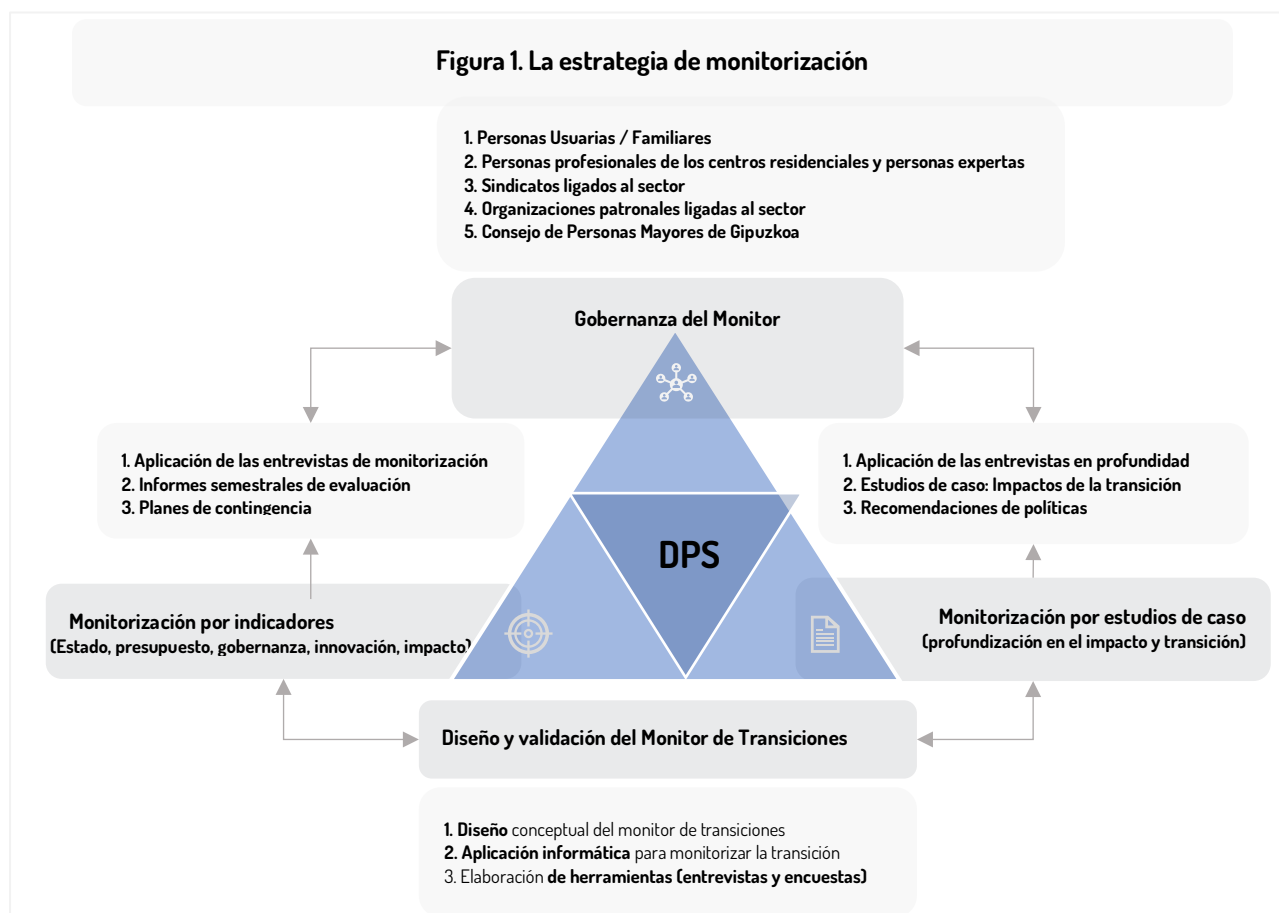 Figura 1. La estrategia de monitorización
1. Personas Usuarias / Familiares
2. Personas profesionales de los centros residenciales y personas expertas
3. Sindicatos ligados al sector
4. Organizaciones patronales ligadas al sector
5. Consejo de Personas Mayores de Gipuzkoa
Gobernanza del Monitor
1. Aplicación de las entrevistas de monitorización
2. Informes semestrales de evaluación
3. Planes de contingencia
1. Aplicación de las entrevistas en profundidad
2. Estudios de caso: Impactos de la transición
3. Recomendaciones de políticas
DPS
Monitorización por indicadores
(Estado, presupuesto, gobernanza, innovación, impacto)
Monitorización por estudios de caso
(profundización en el impacto y transición)
Diseño y validación del Monitor de Transiciones
1. Diseño conceptual del monitor de transiciones
2. Aplicación informática para monitorizar la transición
3. Elaboración de herramientas (entrevistas y encuestas)